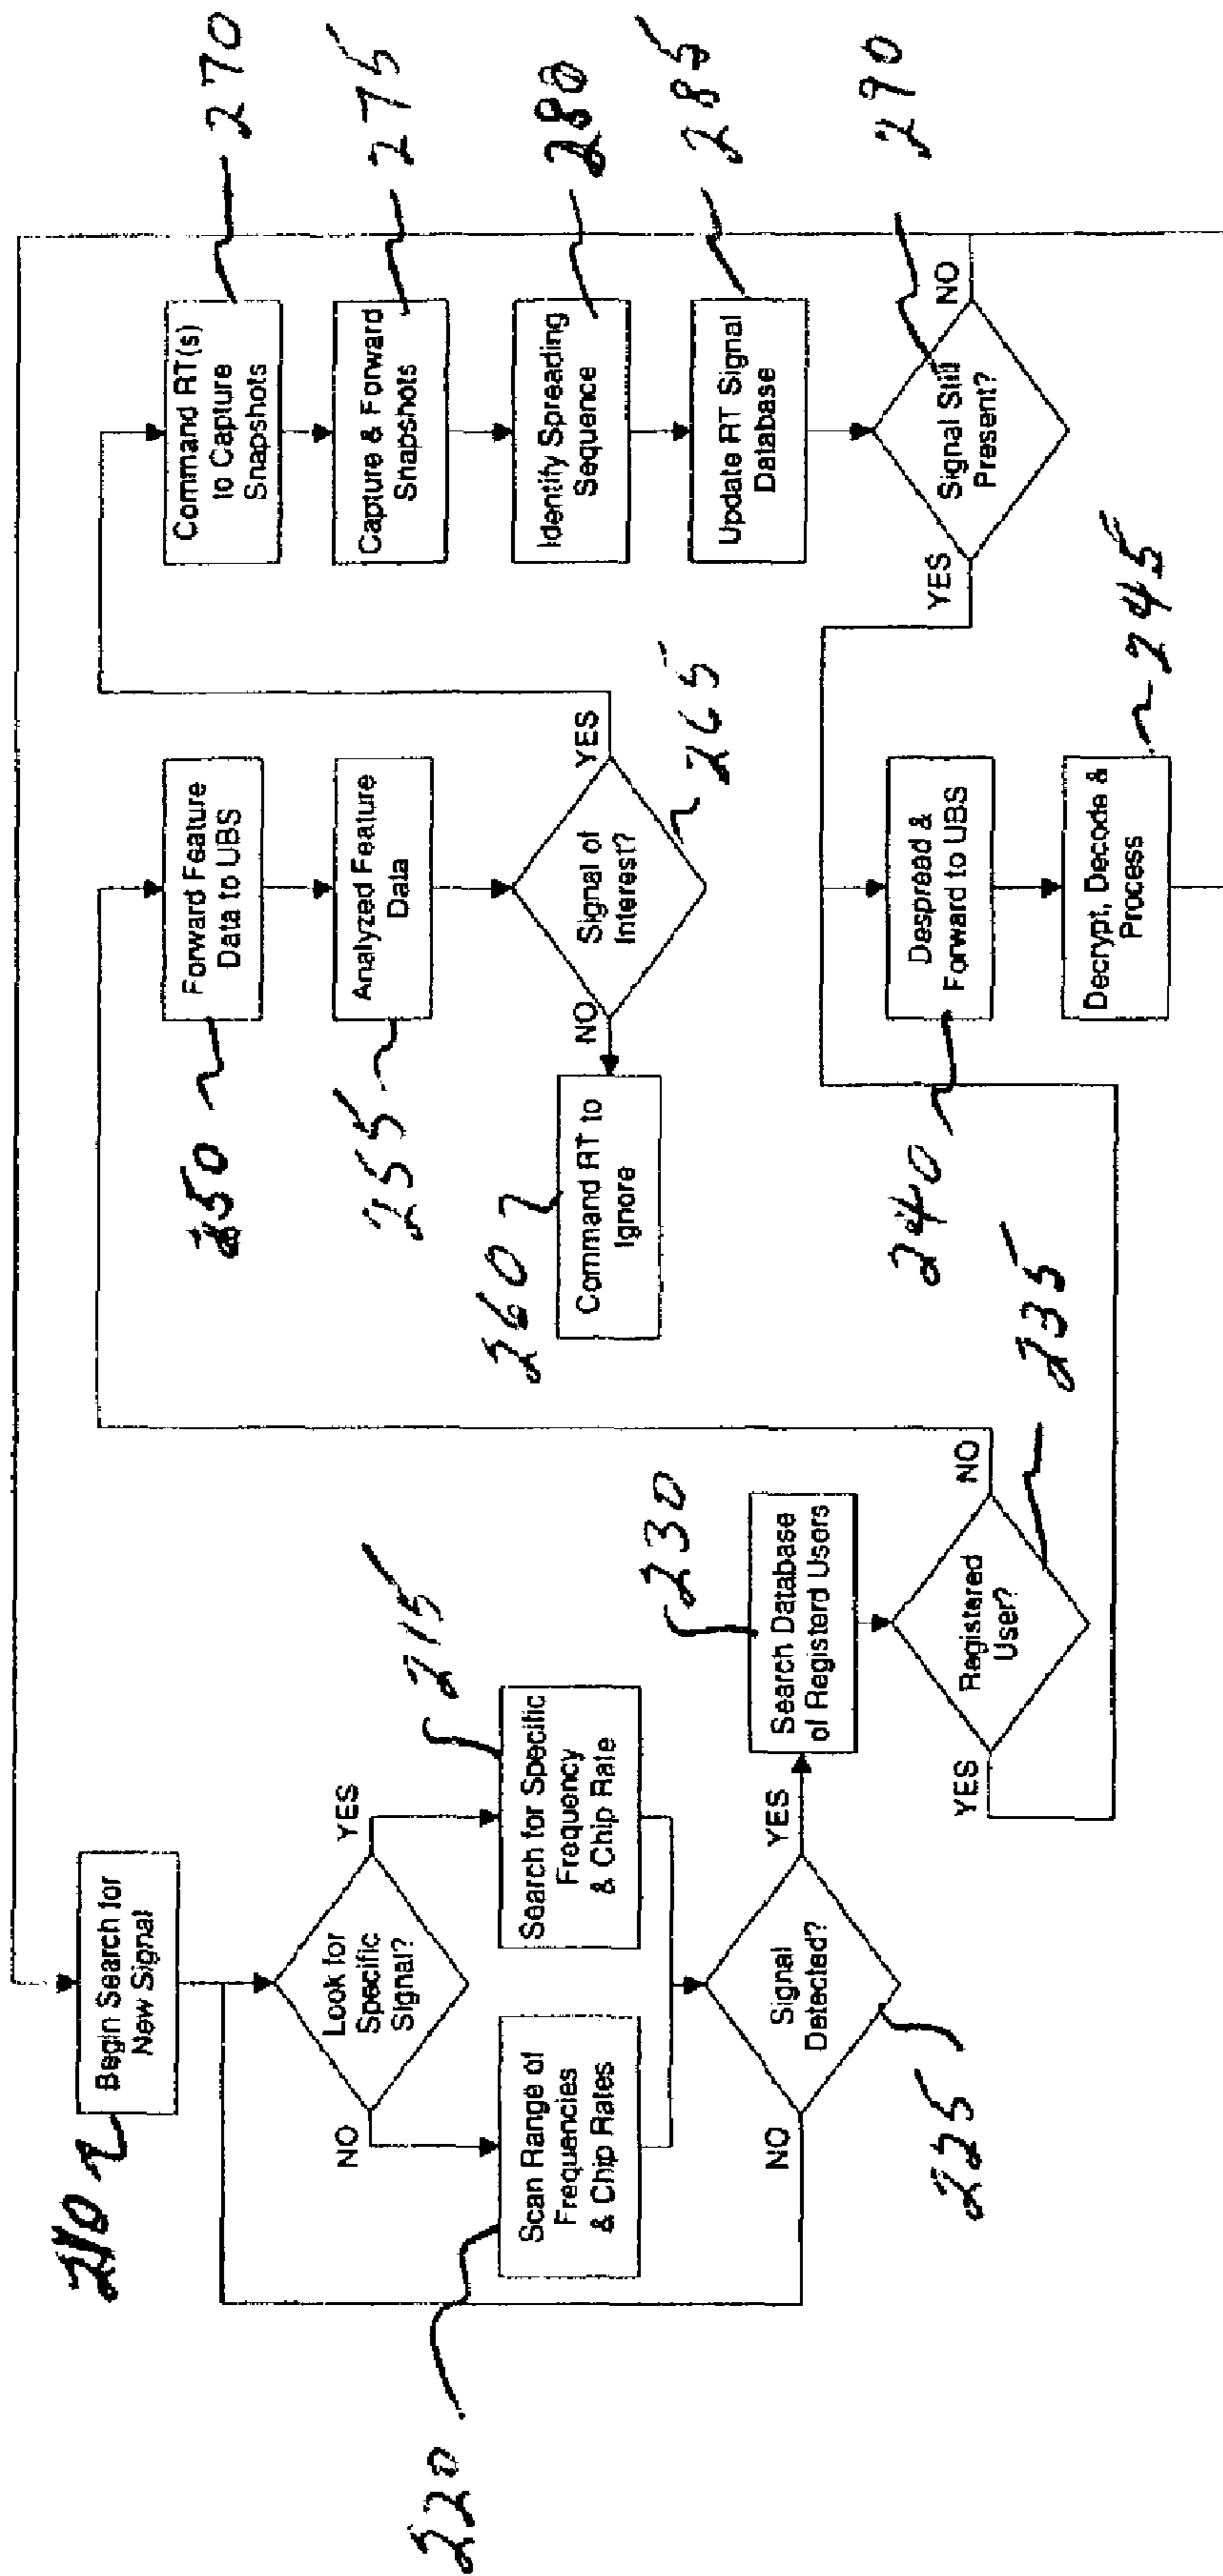 210
Begin Search for
New Signal
Look for
Specific
Signal?
NO
YES
220
Scan Range of
Frequencies
& Chip Rates
215
Search for Specific
Frequency
& Chip Rate
Signal
Detected?
NO
YES
225
230
Search Database
of Registerd Users
Registered
User?
YES
NO
235
250
Forward Feature
Data to UBS
255
Analyzed Feature
Data
Signal of
Interest?
NO
YES
265
260
Command RT to
Ignore
240
Despread &
Forward to UBS
Decrypt, Decode &
Process
245
Command RT(s)
to Capture
Snapshots
270
Capture & Forward
Snapshots
275
Identify Spreading
Sequence
280
Update RT Signal
Database
285
Signal Still
Present?
YES
NO
290